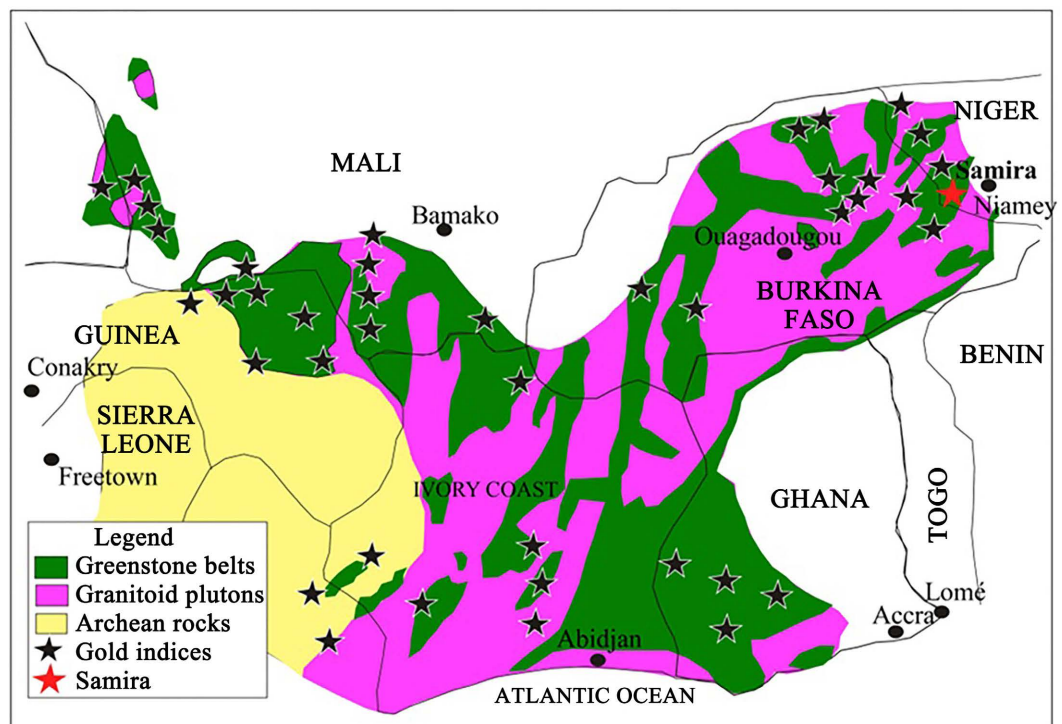 NIGER
MALI
Samira
Bamako
Niamey
Ouagadougou
BURKINA
FASO
GUINEA
BENIN
Conakry
SIERRA
LEONE
Freetown
IVORY COAST
GHANA
TOGO
Legend
Greenstone belts
Granitoid plutons
Archean rocks
Gold indices
Samira
Lomé
Accra
Abidjan
ATLANTIC OCEAN